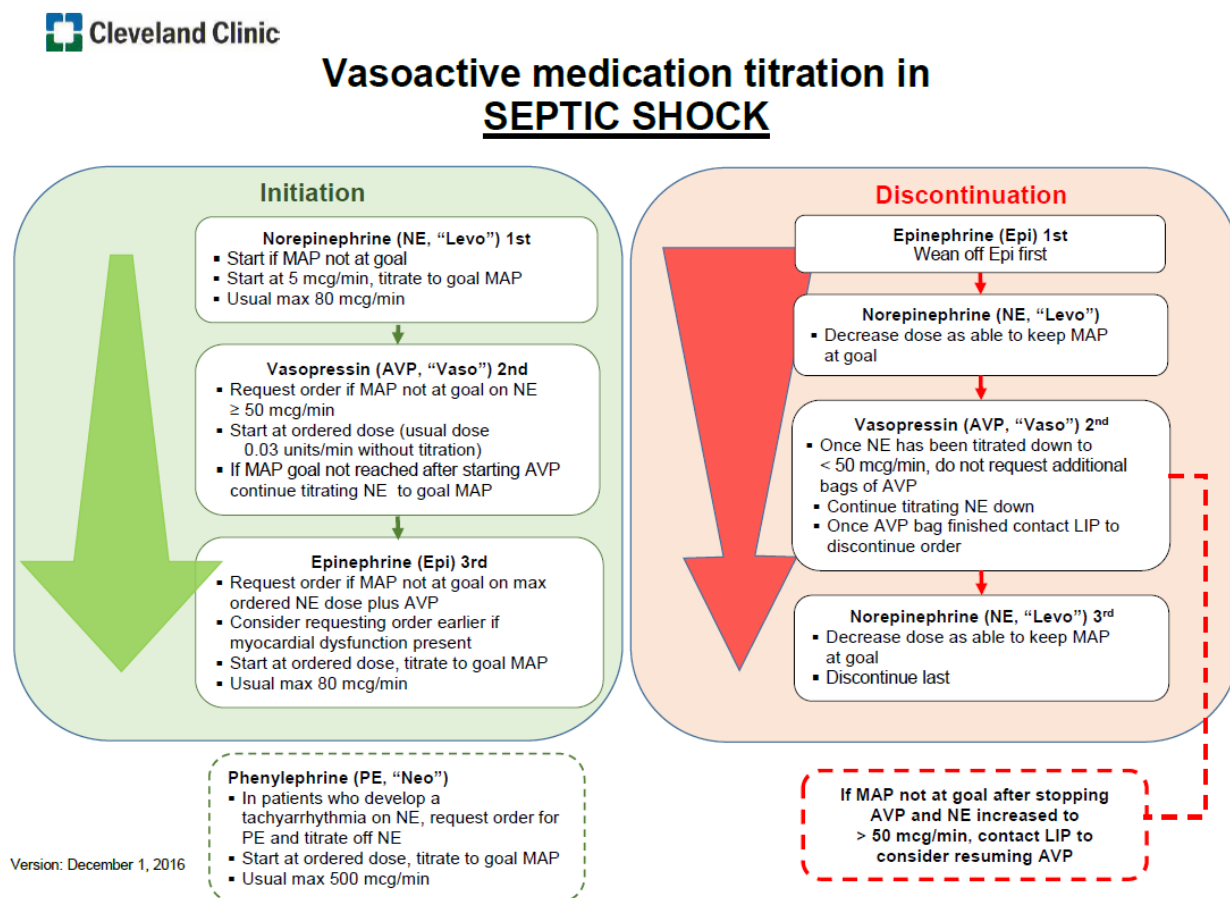 Cleveland Clinic
Vasoactive medication titration in
SEPTIC SHOCK
Initiation
Norepinephrine (NE, “Levo”) 1st
▪ Start if MAP not at goal
▪ Start at 5 mcg/min, titrate to goal MAP
▪ Usual max 80 mcg/min
Vasopressin (AVP, “Vaso”) 2nd
▪ Request order if MAP not at goal on NE
≥ 50 mcg/min
▪ Start at ordered dose (usual dose
0.03 units/min without titration)
▪ If MAP goal not reached after starting AVP
continue titrating NE to goal MAP
Epinephrine (Epi) 3rd
▪ Request order if MAP not at goal on max
ordered NE dose plus AVP
▪ Consider requesting order earlier if
myocardial dysfunction present
▪ Start at ordered dose, titrate to goal MAP
▪ Usual max 80 mcg/min
Phenylephrine (PE, “Neo”)
▪ In patients who develop a
tachyarrhythmia on NE, request order for
PE and titrate off NE
▪ Start at ordered dose, titrate to goal MAP
▪ Usual max 500 mcg/min
Discontinuation
Epinephrine (Epi) 1st
Wean off Epi first
Norepinephrine (NE, “Levo”)
▪ Decrease dose as able to keep MAP
at goal
Vasopressin (AVP, “Vaso”) 2nd
▪ Once NE has been titrated down to
< 50 mcg/min, do not request additional
bags of AVP
▪ Continue titrating NE down
▪ Once AVP bag finished contact LIP to
discontinue order
Norepinephrine (NE, “Levo”) 3rd
▪ Decrease dose as able to keep MAP
at goal
▪ Discontinue last
If MAP not at goal after stopping
AVP and NE increased to
> 50 mcg/min, contact LIP to
consider resuming AVP
Version: December 1, 2016